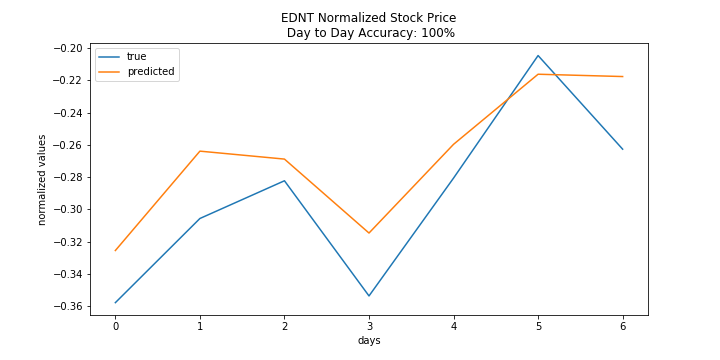 EDNT Normalized Stock Price
Day to Day Accuracy: 100%
true
predicted
normalized values
−0.20
−0.22
−0.24
−0.26
−0.28
−0.30
−0.32
−0.34
−0.36
0 1 2 3 4 5 6
days